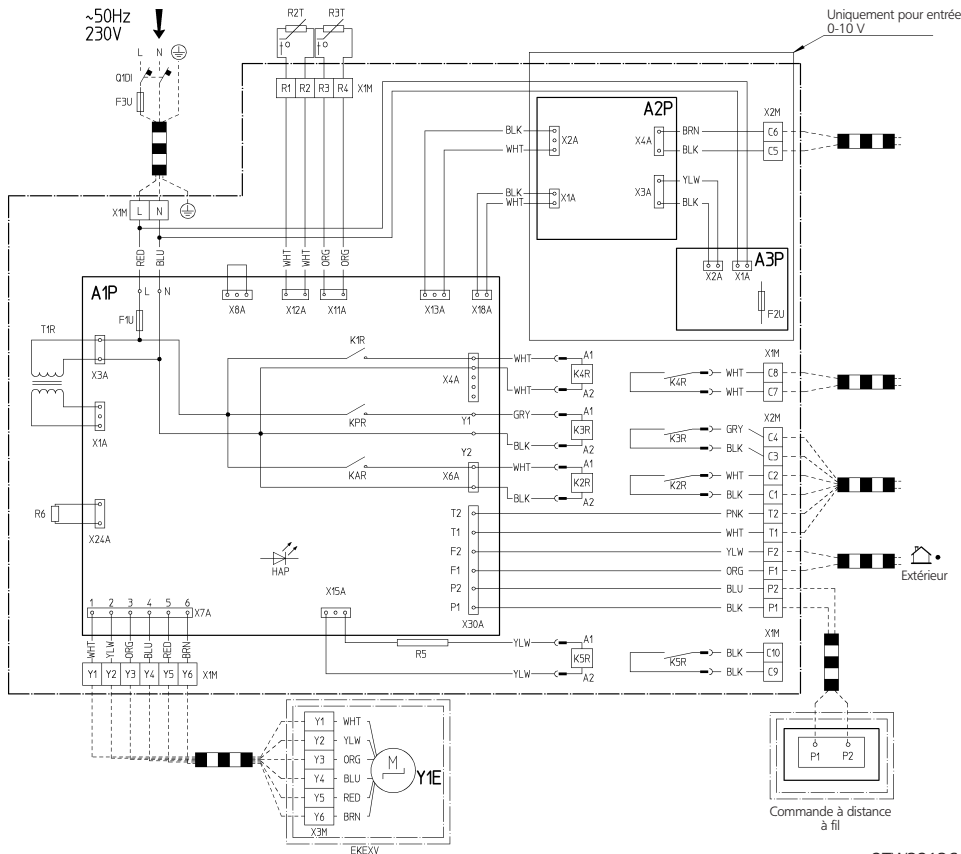 ~50Hz
230V
L N
Q1DI
F3U
R2T R3T
R1 R2 R3 R4 X1M
Uniquement pour entrée
0-10 V
A2P
BLK
WHT
X2A
X4A
BRN
BLK
X2M
C6
C5
BLK
WHT
X1A
X3A
YLW
BLK
X2A X1A
A3P
F2U
X1M L N
RED BLU
WHT WHT ORG ORG
A1P
L N
F1U
X8A X12A X11A X13A X18A
T1R
X3A
X1A
R6
X24A
K1R
X4A
WHT
WHT
A1
K4R
A2
KPR
Y1
GRY
BLK
A1
K3R
A2
Y2
KAR
X6A
WHT
BLK
A1
K2R
A2
X1M
K4R
WHT C8
WHT C7
X2M
K3R
GRY C4
BLK C3
K2R
WHT C2
BLK C1
T2 PNK T2
T1 WHT T1
F2 YLW F2
F1 ORG F1
P2 BLU P2
P1 BLK P1
X30A
Extérieur
HAP
X15A
R5
YLW
YLW
A1
K5R
A2
X1M
K5R
BLK C10
BLK C9
1 2 3 4 5 6 X7A
WHT YLW ORG BLU RED BRN
Y1 Y2 Y3 Y4 Y5 Y6 X1M
Y1 WHT
Y2 YLW
Y3 ORG
Y4 BLU
Y5 RED
Y6 BRN
X3M
M
Y1E
EKEXV
P1 P2
Commande à distance
à fil